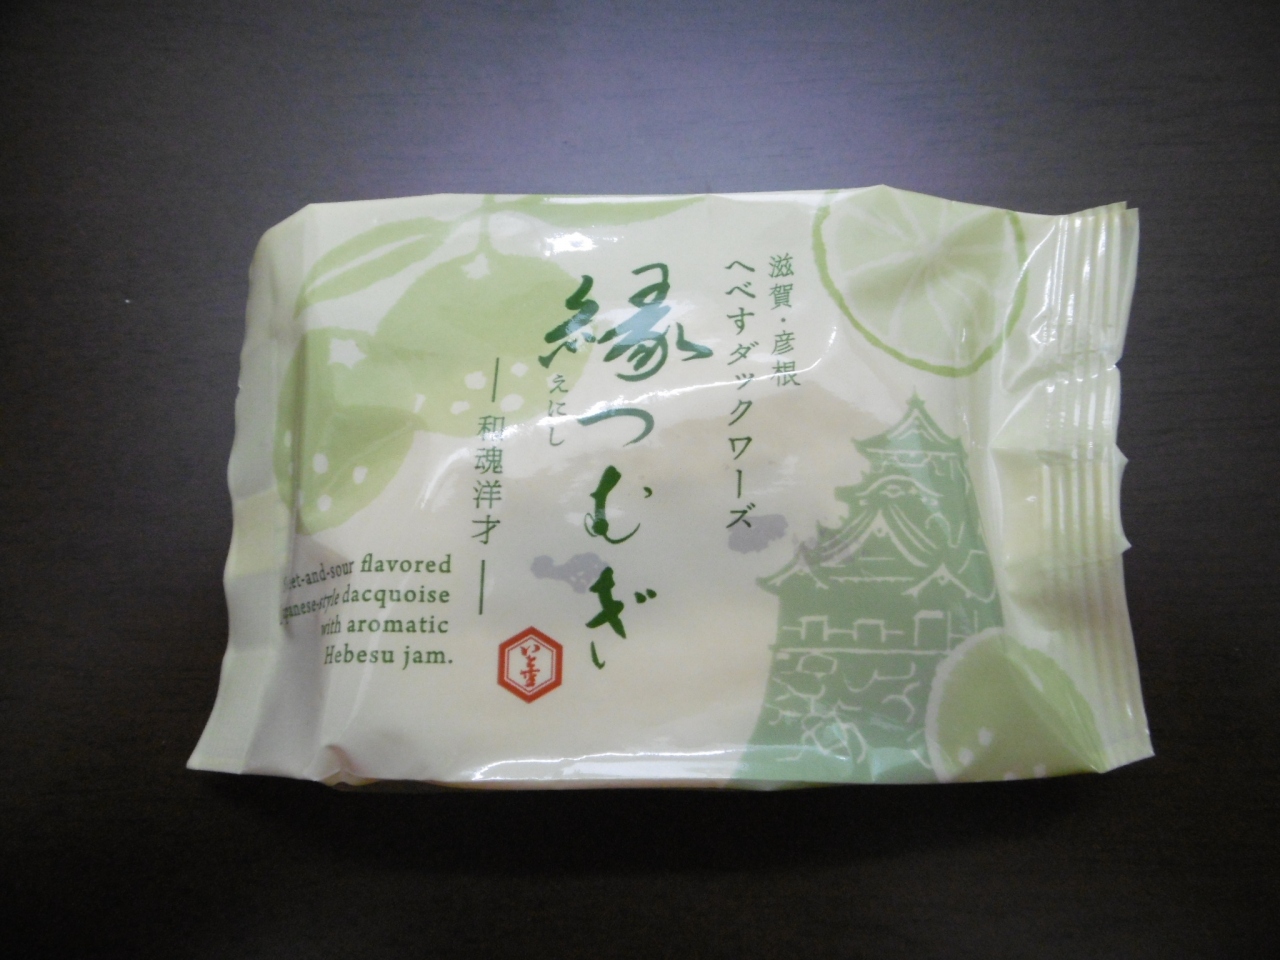 滋賀・彦根
へべすダックワーズ
縁つむぎ
えにし
和魂洋才
flavored
dacquoise
with aromatic
Hebesu jam.